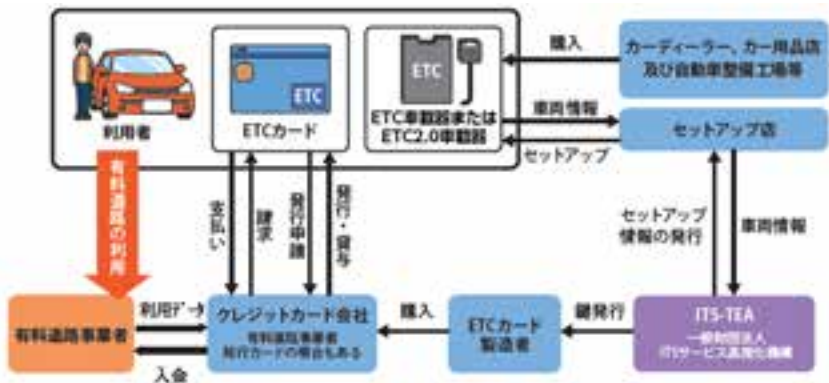 利用者
ETC
ETCカード
ETC
ETC車載器または
ETC2.0車載器
購入
カーディーラー、カー用品店
及び自動車整備工場等
車両情報
セットアップ
セットアップ店
有料道路の利用
支払い
請求
発行申請
発行・貸与
セットアップ
情報の発行
車両情報
有料道路事業者
利用データ
入金
クレジットカード会社
有料道路事業者
発行カードの場合もある
購入
ETCカード
製造者
鍵発行
ITS-TEA
一般財団法人
ITSサービス高度化機構